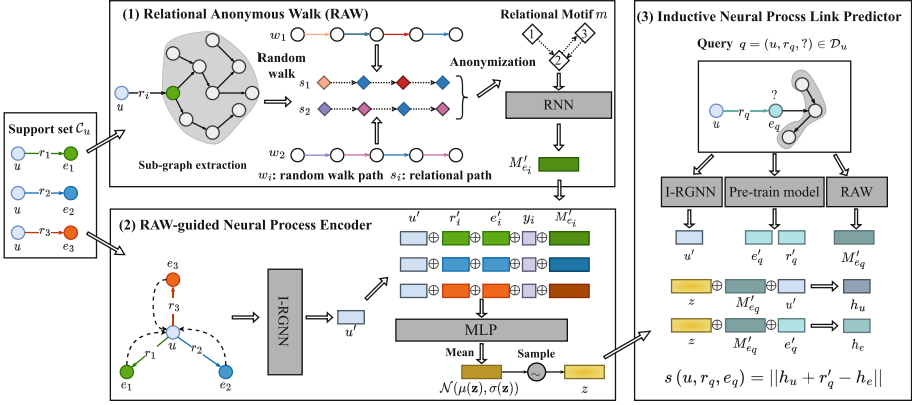 Support set 𝒞_u
u r_1 e_1
u r_2 e_2
u r_3 e_3
(1) Relational Anonymous Walk (RAW)
u r_i
Sub-graph extraction
Random
walk
w_1
s_1
s_2
w_2
w_i: random walk path s_i: relational path
Anonymization
Relational Motif m
1 3
2
RNN
M'_{e_i}
(2) RAW-guided Neural Process Encoder
e_3
r_3
u
r_1 r_2
e_1 e_2
I-RGNN
u'
u' r'_i e'_i y_i M'_{e_i}
⊕ ⊕ ⊕ ⊕
⊕ ⊕ ⊕ ⊕
⊕ ⊕ ⊕ ⊕
MLP
Mean Sample
∼
𝒩(μ(z), σ(z)) z
(3) Inductive Neural Procss Link Predictor
Query q = (u, r_q, ?) ∈ 𝒟_u
?
u r_q e_q
I-RGNN Pre-train model RAW
u' e'_q r'_q M'_{e_q}
⊕ ⊕
z M'_{e_q} u' h_u
⊕ ⊕
z M'_{e_q} e'_q h_e
s (u, r_q, e_q) = ||h_u + r'_q − h_e||